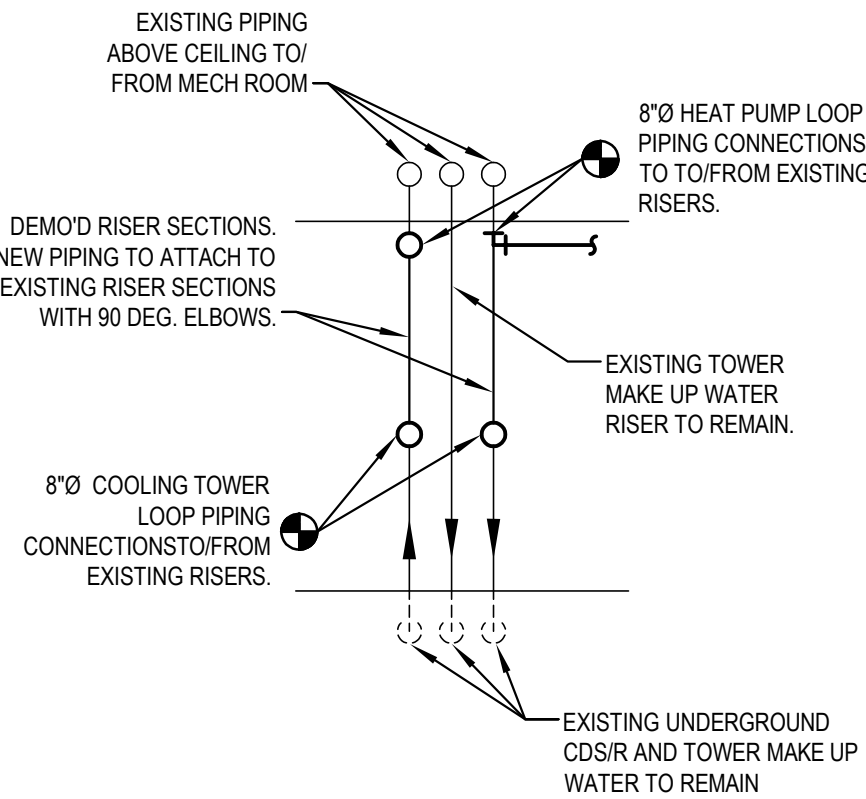 EXISTING PIPING
ABOVE CEILING TO/
FROM MECH ROOM
8"Ø HEAT PUMP LOOP
PIPING CONNECTIONS
TO TO/FROM EXISTING
RISERS.
DEMO'D RISER SECTIONS.
NEW PIPING TO ATTACH TO
EXISTING RISER SECTIONS
WITH 90 DEG. ELBOWS.
EXISTING TOWER
MAKE UP WATER
RISER TO REMAIN.
8"Ø COOLING TOWER
LOOP PIPING
CONNECTIONSTO/FROM
EXISTING RISERS.
EXISTING UNDERGROUND
CDS/R AND TOWER MAKE UP
WATER TO REMAIN